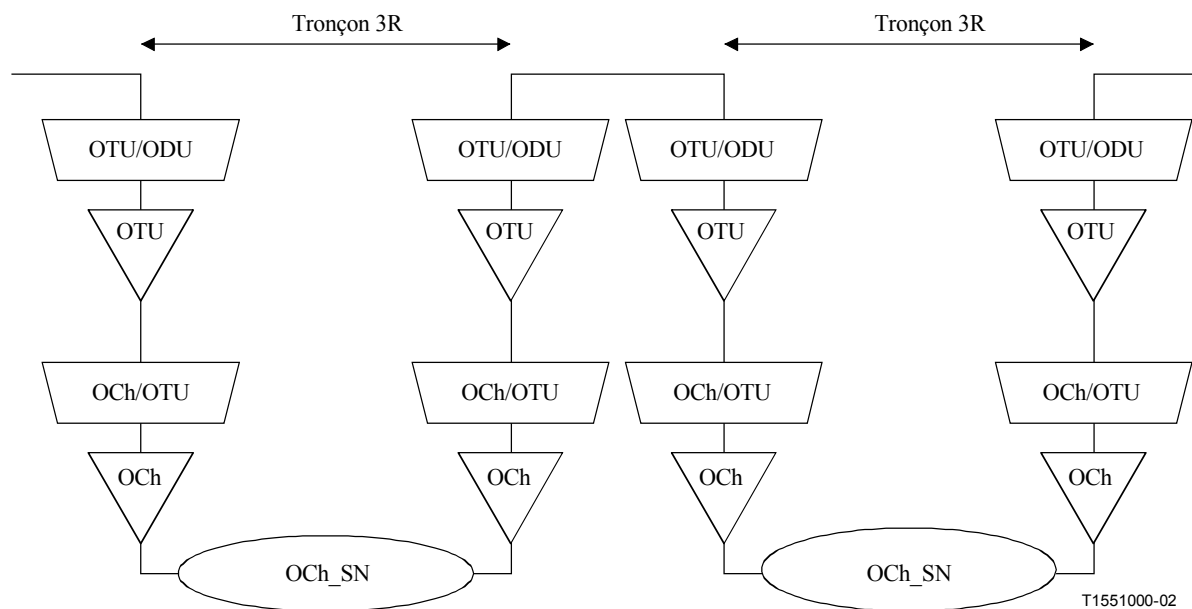 Tronçon 3R Tronçon 3R
OTU/ODU OTU/ODU OTU/ODU OTU/ODU
OTU OTU OTU OTU
OCh/OTU OCh/OTU OCh/OTU OCh/OTU
OCh OCh OCh OCh
OCh_SN OCh_SN
T1551000-02